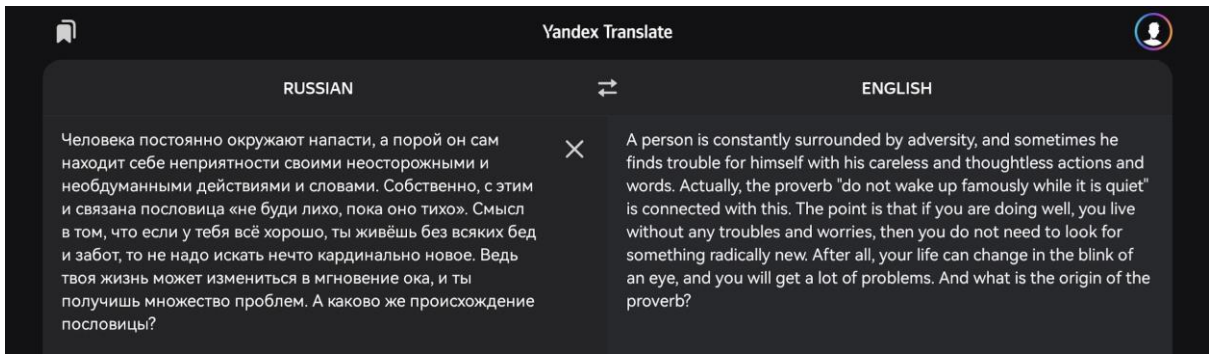 Yandex Translate
RUSSIAN
ENGLISH
Человека постоянно окружают напасти, а порой он сам
находит себе неприятности своими неосторожными и
необдуманными действиями и словами. Собственно, с этим
и связана пословица «не буди лихо, пока оно тихо». Смысл
в том, что если у тебя всё хорошо, ты живёшь без всяких бед
и забот, то не надо искать нечто кардинально новое. Ведь
твоя жизнь может измениться в мгновение ока, и ты
получишь множество проблем. А каково же происхождение
пословицы?
A person is constantly surrounded by adversity, and sometimes he
finds trouble for himself with his careless and thoughtless actions and
words. Actually, the proverb "do not wake up famously while it is quiet"
is connected with this. The point is that if you are doing well, you live
without any troubles and worries, then you do not need to look for
something radically new. After all, your life can change in the blink of
an eye, and you will get a lot of problems. And what is the origin of the
proverb?